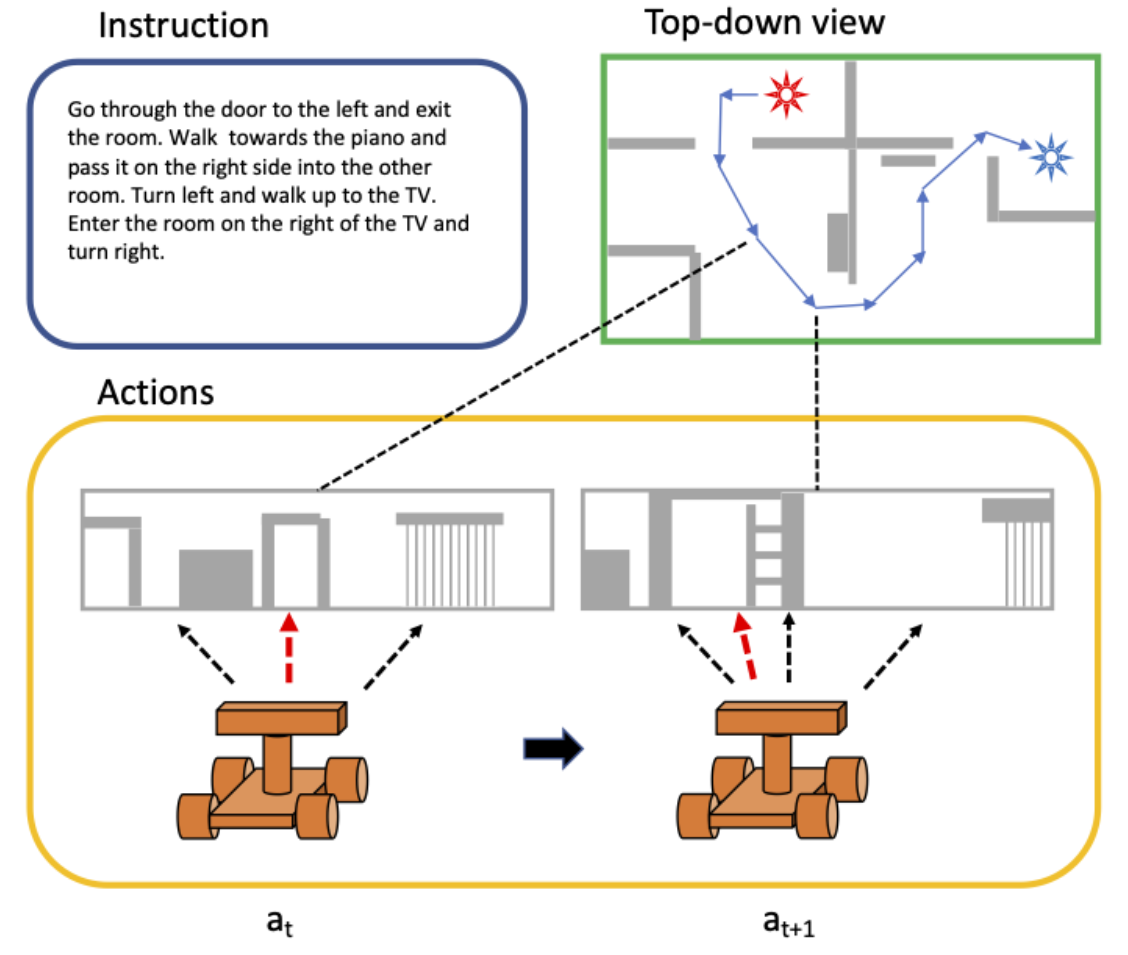 Instruction
Top-down view
Go through the door to the left and exit
the room. Walk  towards the piano and
pass it on the right side into the other
room. Turn left and walk up to the TV.
Enter the room on the right of the TV and
turn right.
Actions
at
at+1